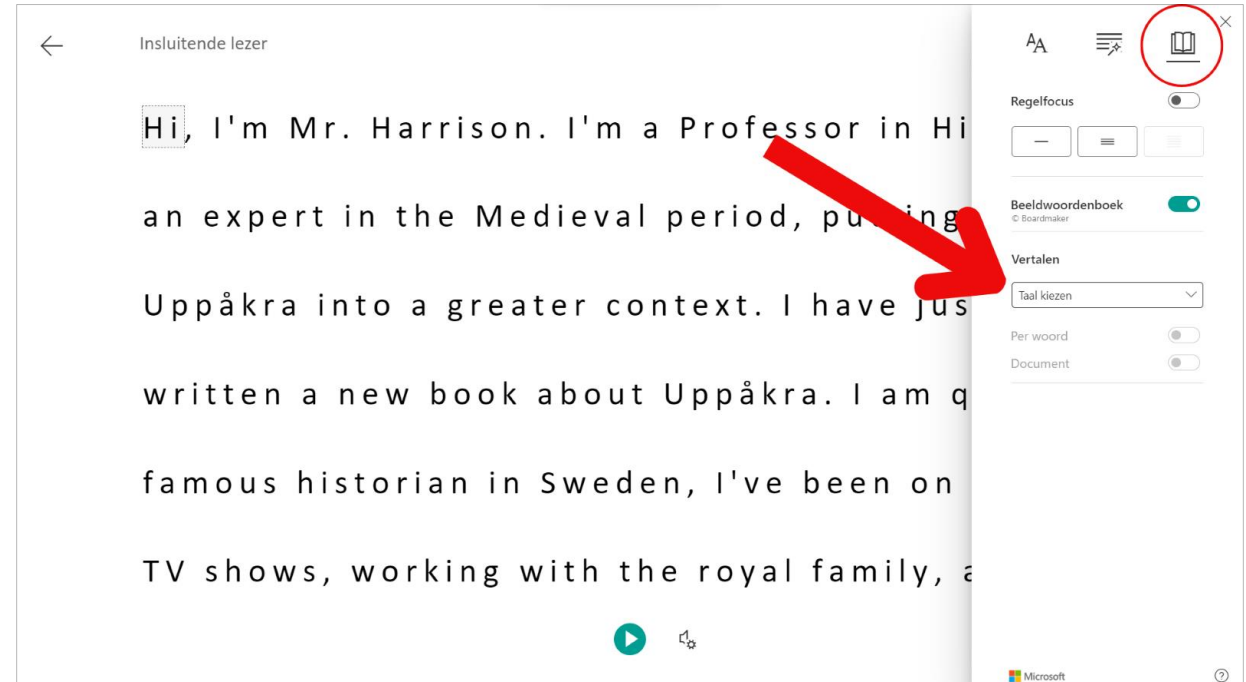 Insluitende lezer
Hi, I'm Mr. Harrison. I'm a Professor in Hi
an expert in the Medieval period, pu ing
Uppåkra into a greater context. I have jus
written a new book about Uppåkra. I am q
famous historian in Sweden, I've been on
TV shows, working with the royal family, a
AA
Regelfocus
Beeldwoordenboek
© Boardmaker
Vertalen
Taal kiezen
Per woord
Document
Microsoft